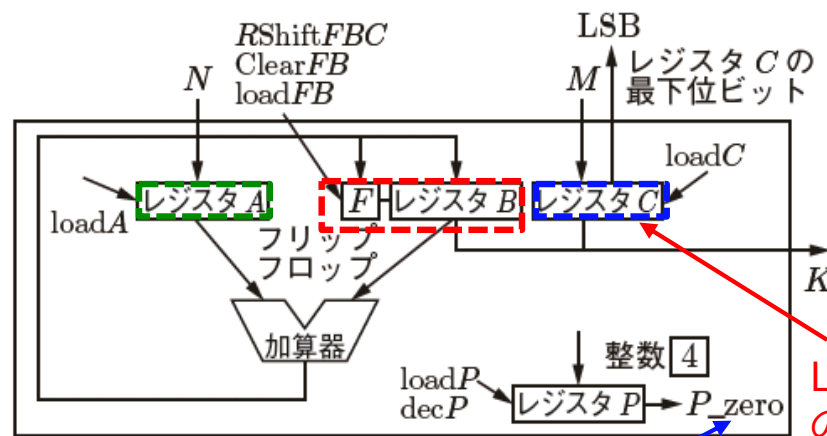 RShiftFBC
ClearFB
loadFB
N
LSB
レジスタ C の
最下位ビット
M
loadC
loadA
レジスタ A
F
レジスタ B
レジスタ C
フリップ
フロップ
K
加算器
整数 4
loadP
decP
レジスタ P
P_zero
L
の